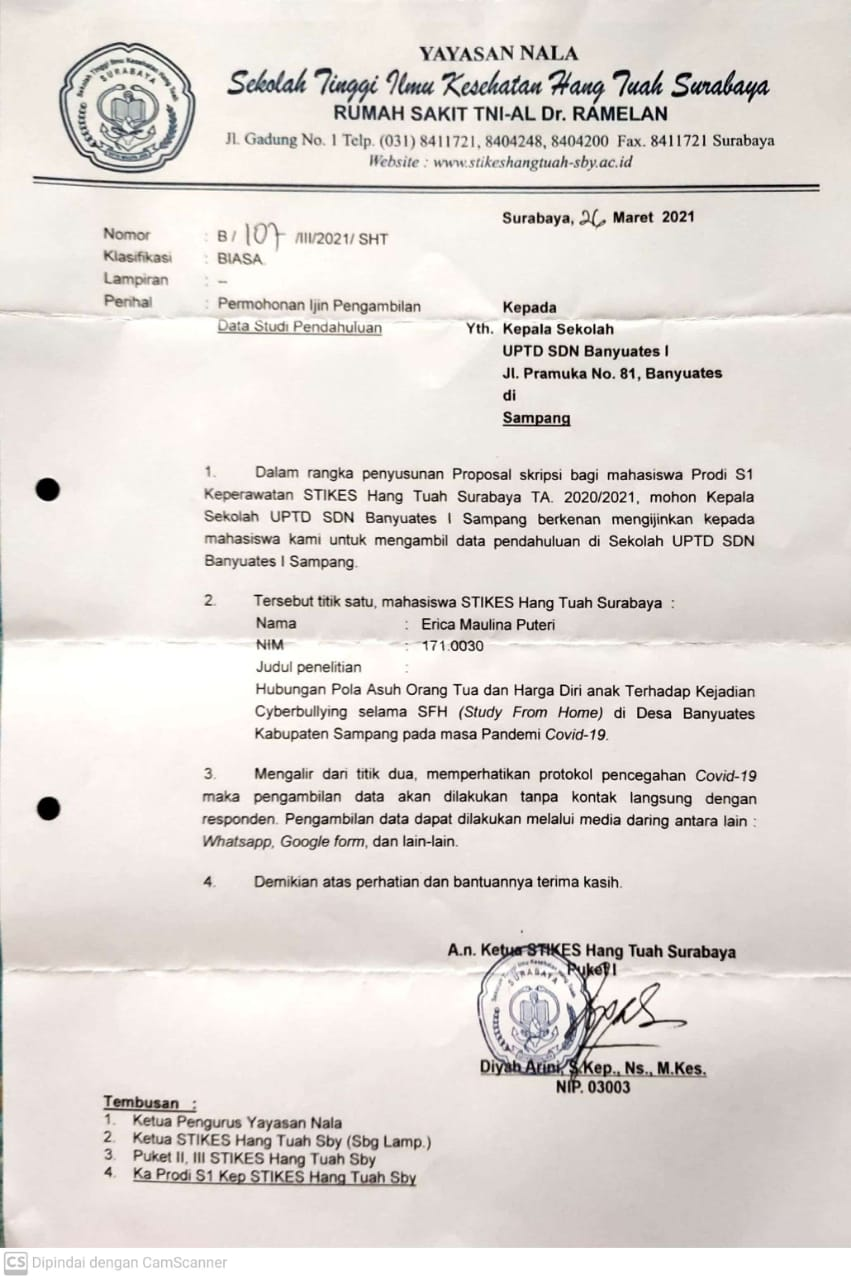 YAYASAN NALA
Sekolah Tinggi Ilmu Kesehatan Hang Tuah Surabaya
RUMAH SAKIT TNI-AL Dr. RAMELAN
Jl. Gadung No. 1 Telp. (031) 8411721, 8404248, 8404200 Fax. 8411721 Surabaya
Website : www.stikeshangtuah-sby.ac.id
Sekolah Tinggi Ilmu Kesehatan Hang Tuah
SURABAYA
Surabaya, 26 Maret 2021
Nomor : B / 107 /III/2021/ SHT
Klasifikasi : BIASA
Lampiran : --
Perihal : Permohonan Ijin Pengambilan
Data Studi Pendahuluan
Kepada
Yth. Kepala Sekolah
UPTD SDN Banyuates I
Jl. Pramuka No. 81, Banyuates
di
Sampang
1. Dalam rangka penyusunan Proposal skripsi bagi mahasiswa Prodi S1
Keperawatan STIKES Hang Tuah Surabaya TA. 2020/2021, mohon Kepala
Sekolah UPTD SDN Banyuates I Sampang berkenan mengijinkan kepada
mahasiswa kami untuk mengambil data pendahuluan di Sekolah UPTD SDN
Banyuates I Sampang.
2. Tersebut titik satu, mahasiswa STIKES Hang Tuah Surabaya :
Nama : Erica Maulina Puteri
NIM : 171.0030
Judul penelitian :
Hubungan Pola Asuh Orang Tua dan Harga Diri anak Terhadap Kejadian
Cyberbullying selama SFH (Study From Home) di Desa Banyuates
Kabupaten Sampang pada masa Pandemi Covid-19.
3. Mengalir dari titik dua, memperhatikan protokol pencegahan Covid-19
maka pengambilan data akan dilakukan tanpa kontak langsung dengan
responden. Pengambilan data dapat dilakukan melalui media daring antara lain :
Whatsapp, Google form, dan lain-lain.
4. Demikian atas perhatian dan bantuannya terima kasih.
A.n. Ketua STIKES Hang Tuah Surabaya
Puket I
SURABAYA
Diyah Arini, S.Kep., Ns., M.Kes.
NIP. 03003
Tembusan :
1. Ketua Pengurus Yayasan Nala
2. Ketua STIKES Hang Tuah Sby (Sbg Lamp.)
3. Puket II, III STIKES Hang Tuah Sby
4. Ka Prodi S1 Kep STIKES Hang Tuah Sby
CS Dipindai dengan CamScanner